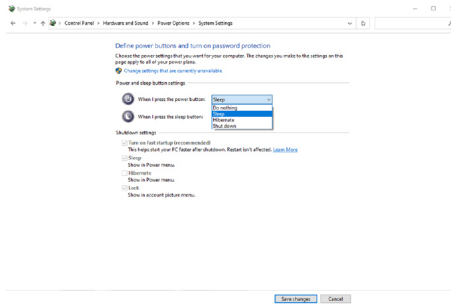 System Settings
Control Panel > Hardware and Sound > Power Options > System Settings
Define power buttons and turn on password protection
Choose the power settings that you want for your computer. The changes you make to the settings on this
page apply to all of your power plans.
Change settings that are currently unavailable
Power and sleep button settings
When I press the power button: Sleep
Do nothing
Sleep
Hibernate
Shut down
When I press the sleep button:
Shutdown settings
Turn on fast startup (recommended)
This helps start your PC faster after shutdown. Restart isn't affected. Learn More
Sleep
Show in Power menu.
Hibernate
Show in Power menu.
Lock
Show in account picture menu.
Save changes Cancel